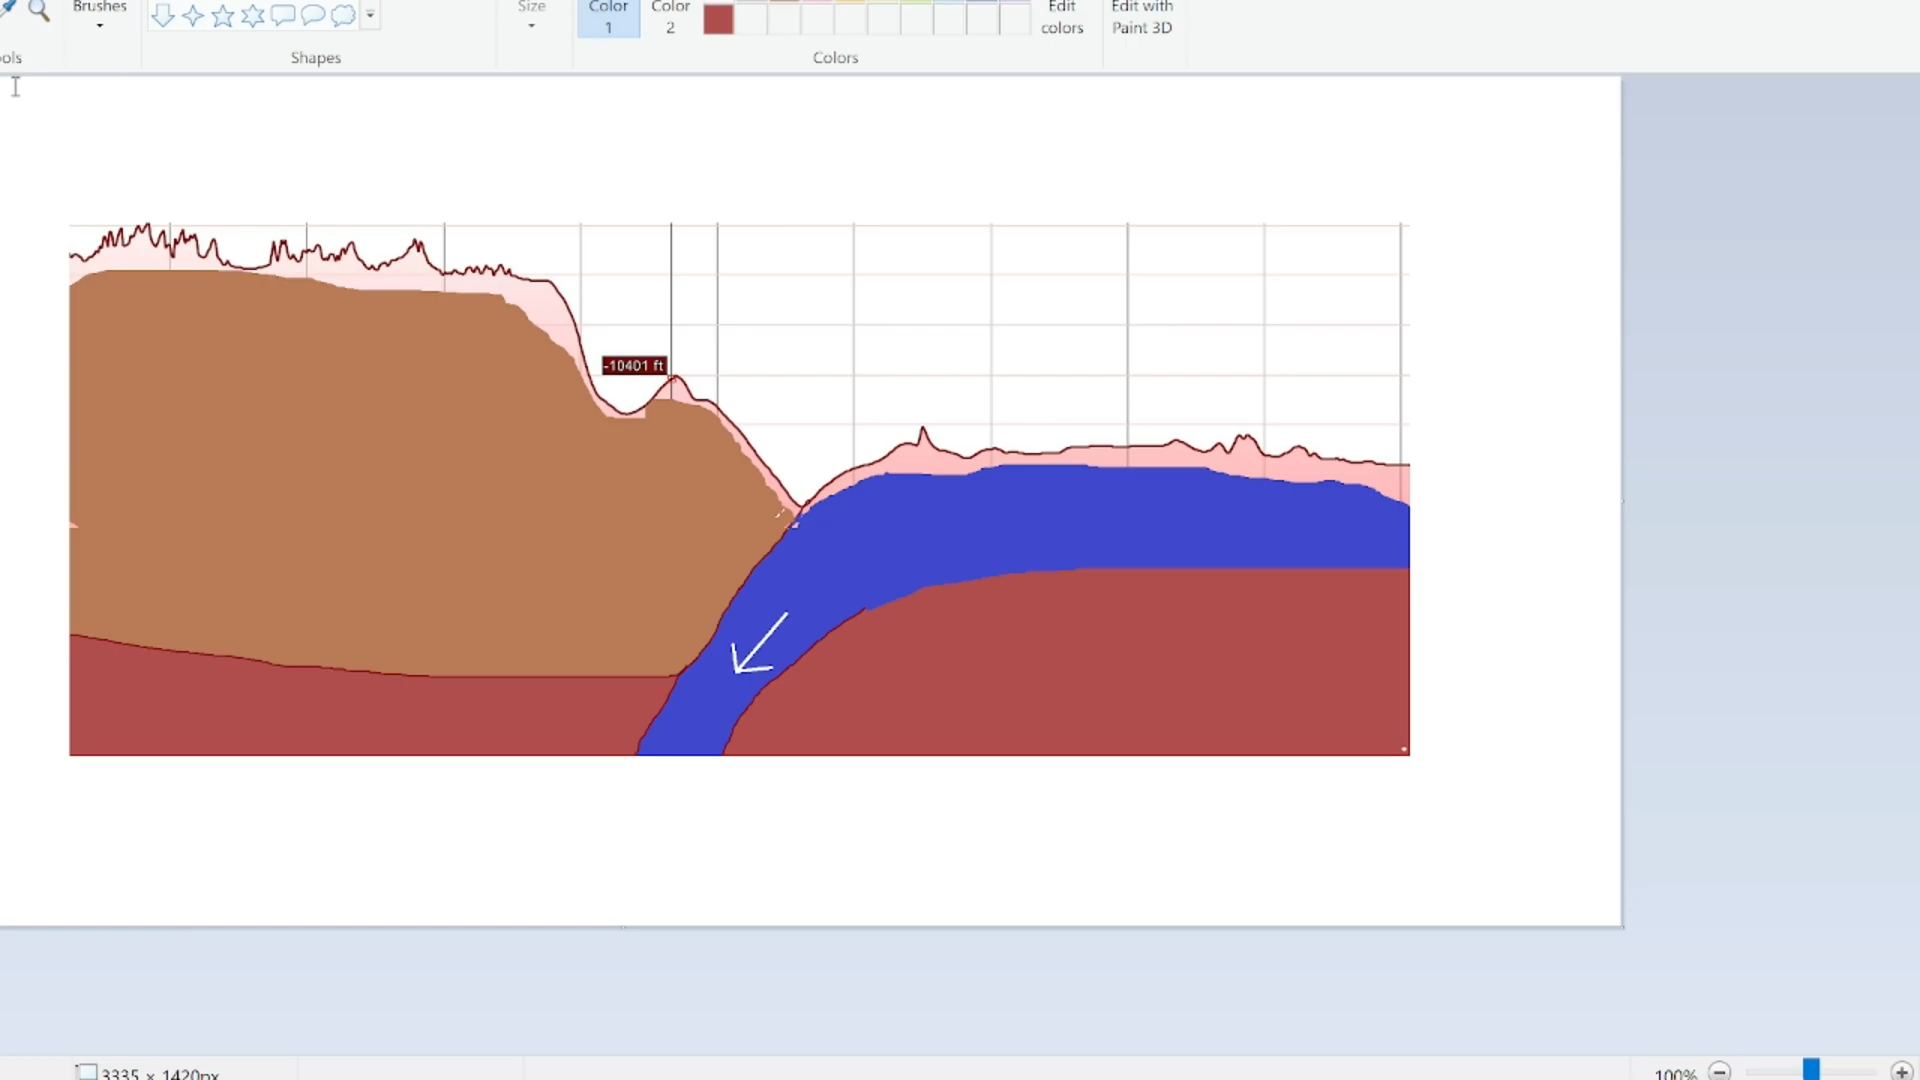 Brushes
Size
Color
1
Color
2
Edit
colors
Edit with
Paint 3D
ols
Shapes
Colors
-10401 ft
3335 × 1420px
100%